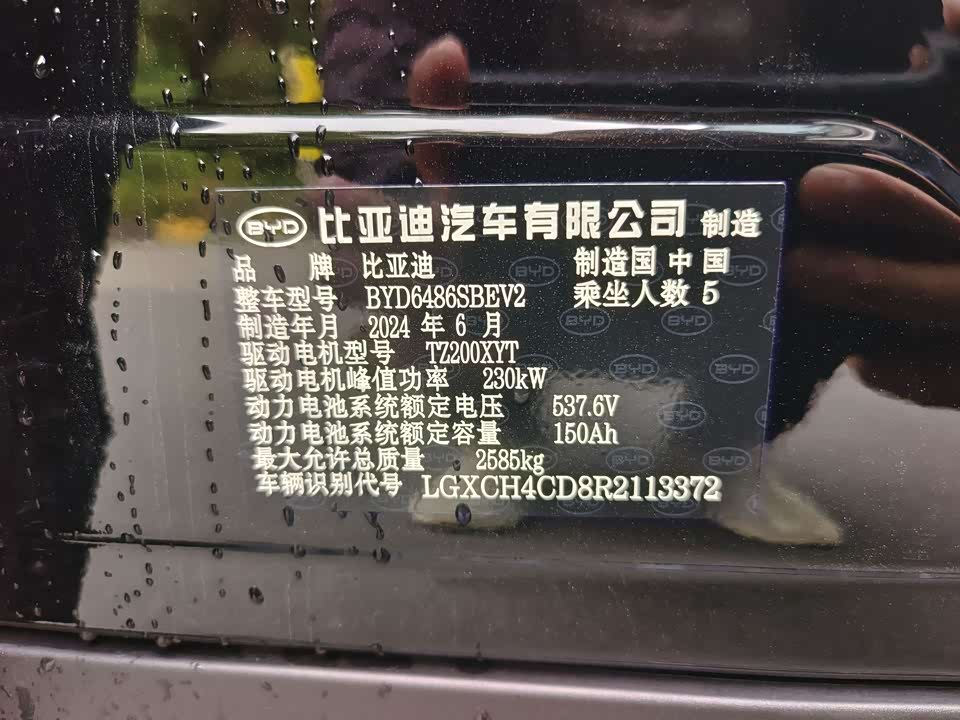 BYD 比亚迪汽车有限公司 制造
品 牌 比亚迪 制造国 中国
整车型号 BYD6486SBEV2 乘坐人数 5
制造年月 2024 年 6 月
驱动电机型号 TZ200XYT
驱动电机峰值功率 230kW
动力电池系统额定电压 537.6V
动力电池系统额定容量 150Ah
最大允许总质量 2585kg
车辆识别代号 LGXCH4CD8R2113372